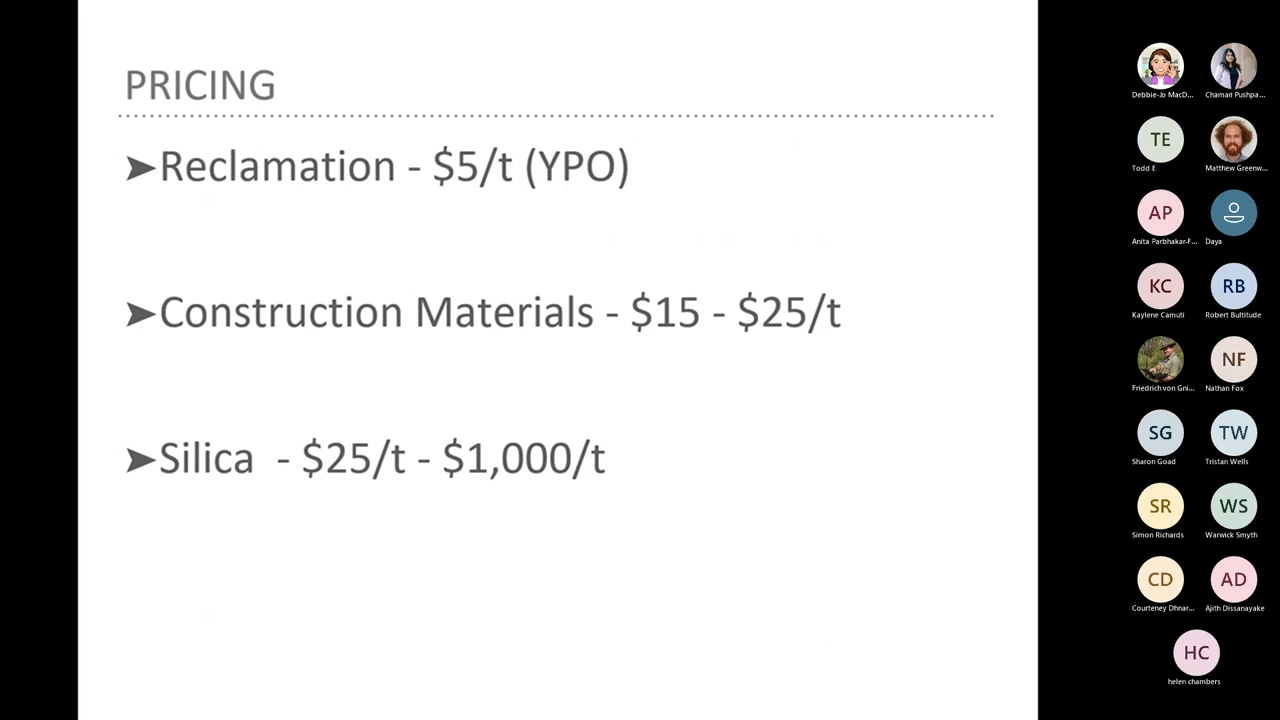 PRICING
➤Reclamation - $5/t (YPO)
➤Construction Materials - $15 - $25/t
➤Silica - $25/t - $1,000/t
Debbie-Jo MacD...
Chamari Pushpa...
TE
Todd E
Matthew Greenw...
AP
Anita Parbhakar-F...
Daya
KC
Kaylene Camuti
RB
Robert Bultitude
Friedrich von Gni...
NF
Nathan Fox
SG
Sharon Goad
TW
Tristan Wells
SR
Simon Richards
WS
Warwick Smyth
CD
Courteney Dhnar...
AD
Ajith Dissanayake
HC
helen chambers